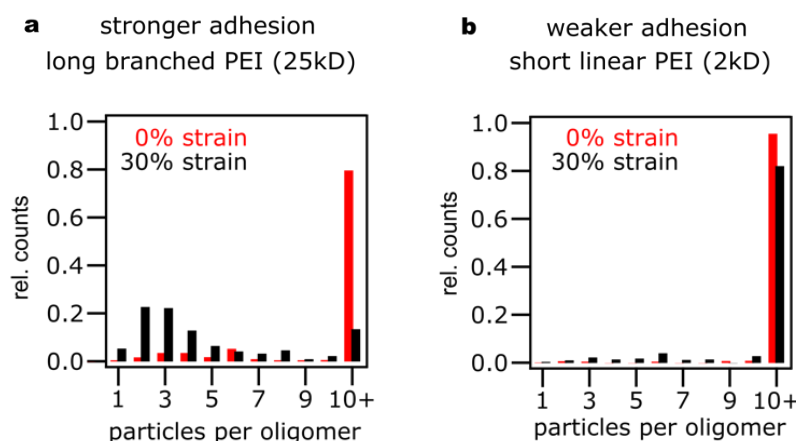 a
stronger adhesion
long branched PEI (25kD)
1.0
0.8
0.6
0.4
0.2
0.0
rel. counts
0% strain
30% strain
1 3 5 7 9 10+
particles per oligomer
b
weaker adhesion
short linear PEI (2kD)
1.0
0.8
0.6
0.4
0.2
0.0
rel. counts
0% strain
30% strain
1 3 5 7 9 10+
particles per oligomer